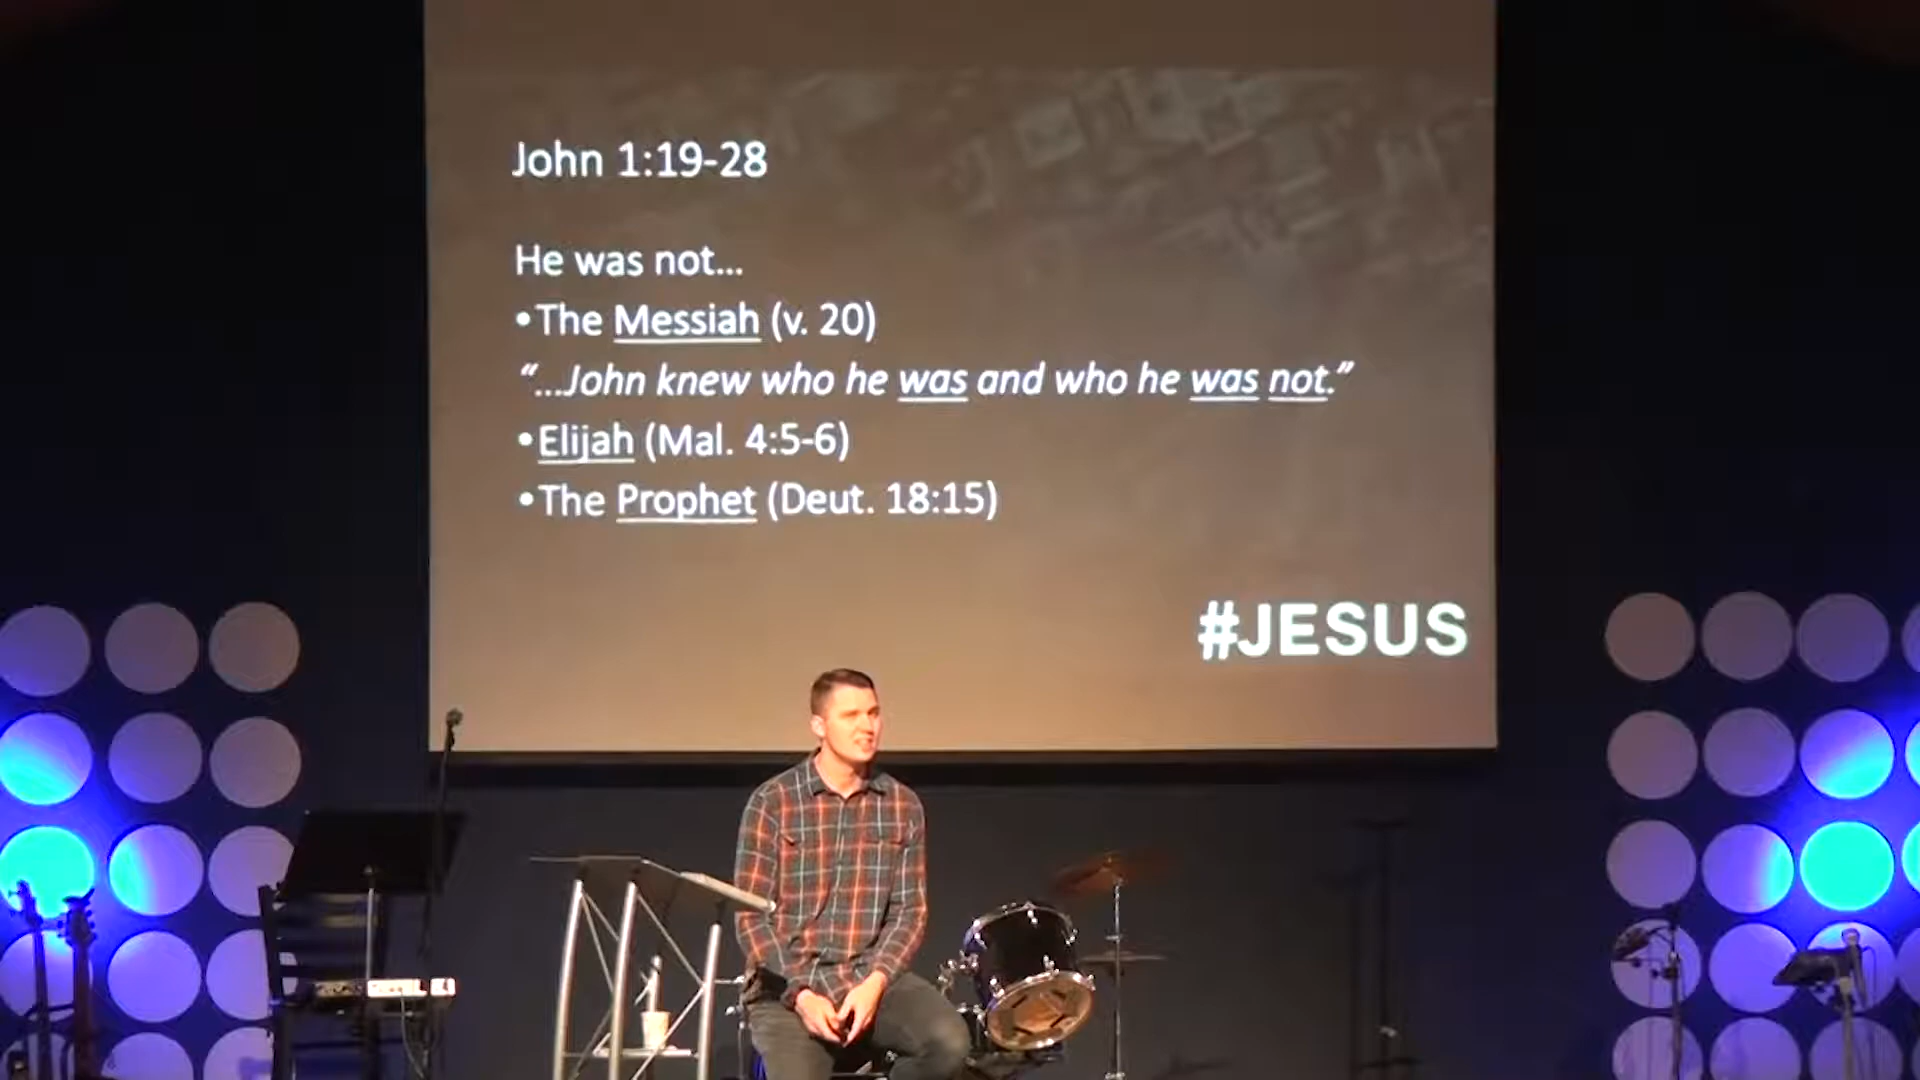 John 1:19-28
He was not...
•The Messiah (v. 20)
“...John knew who he was and who he was not.”
•Elijah (Mal. 4:5-6)
•The Prophet (Deut. 18:15)
#JESUS